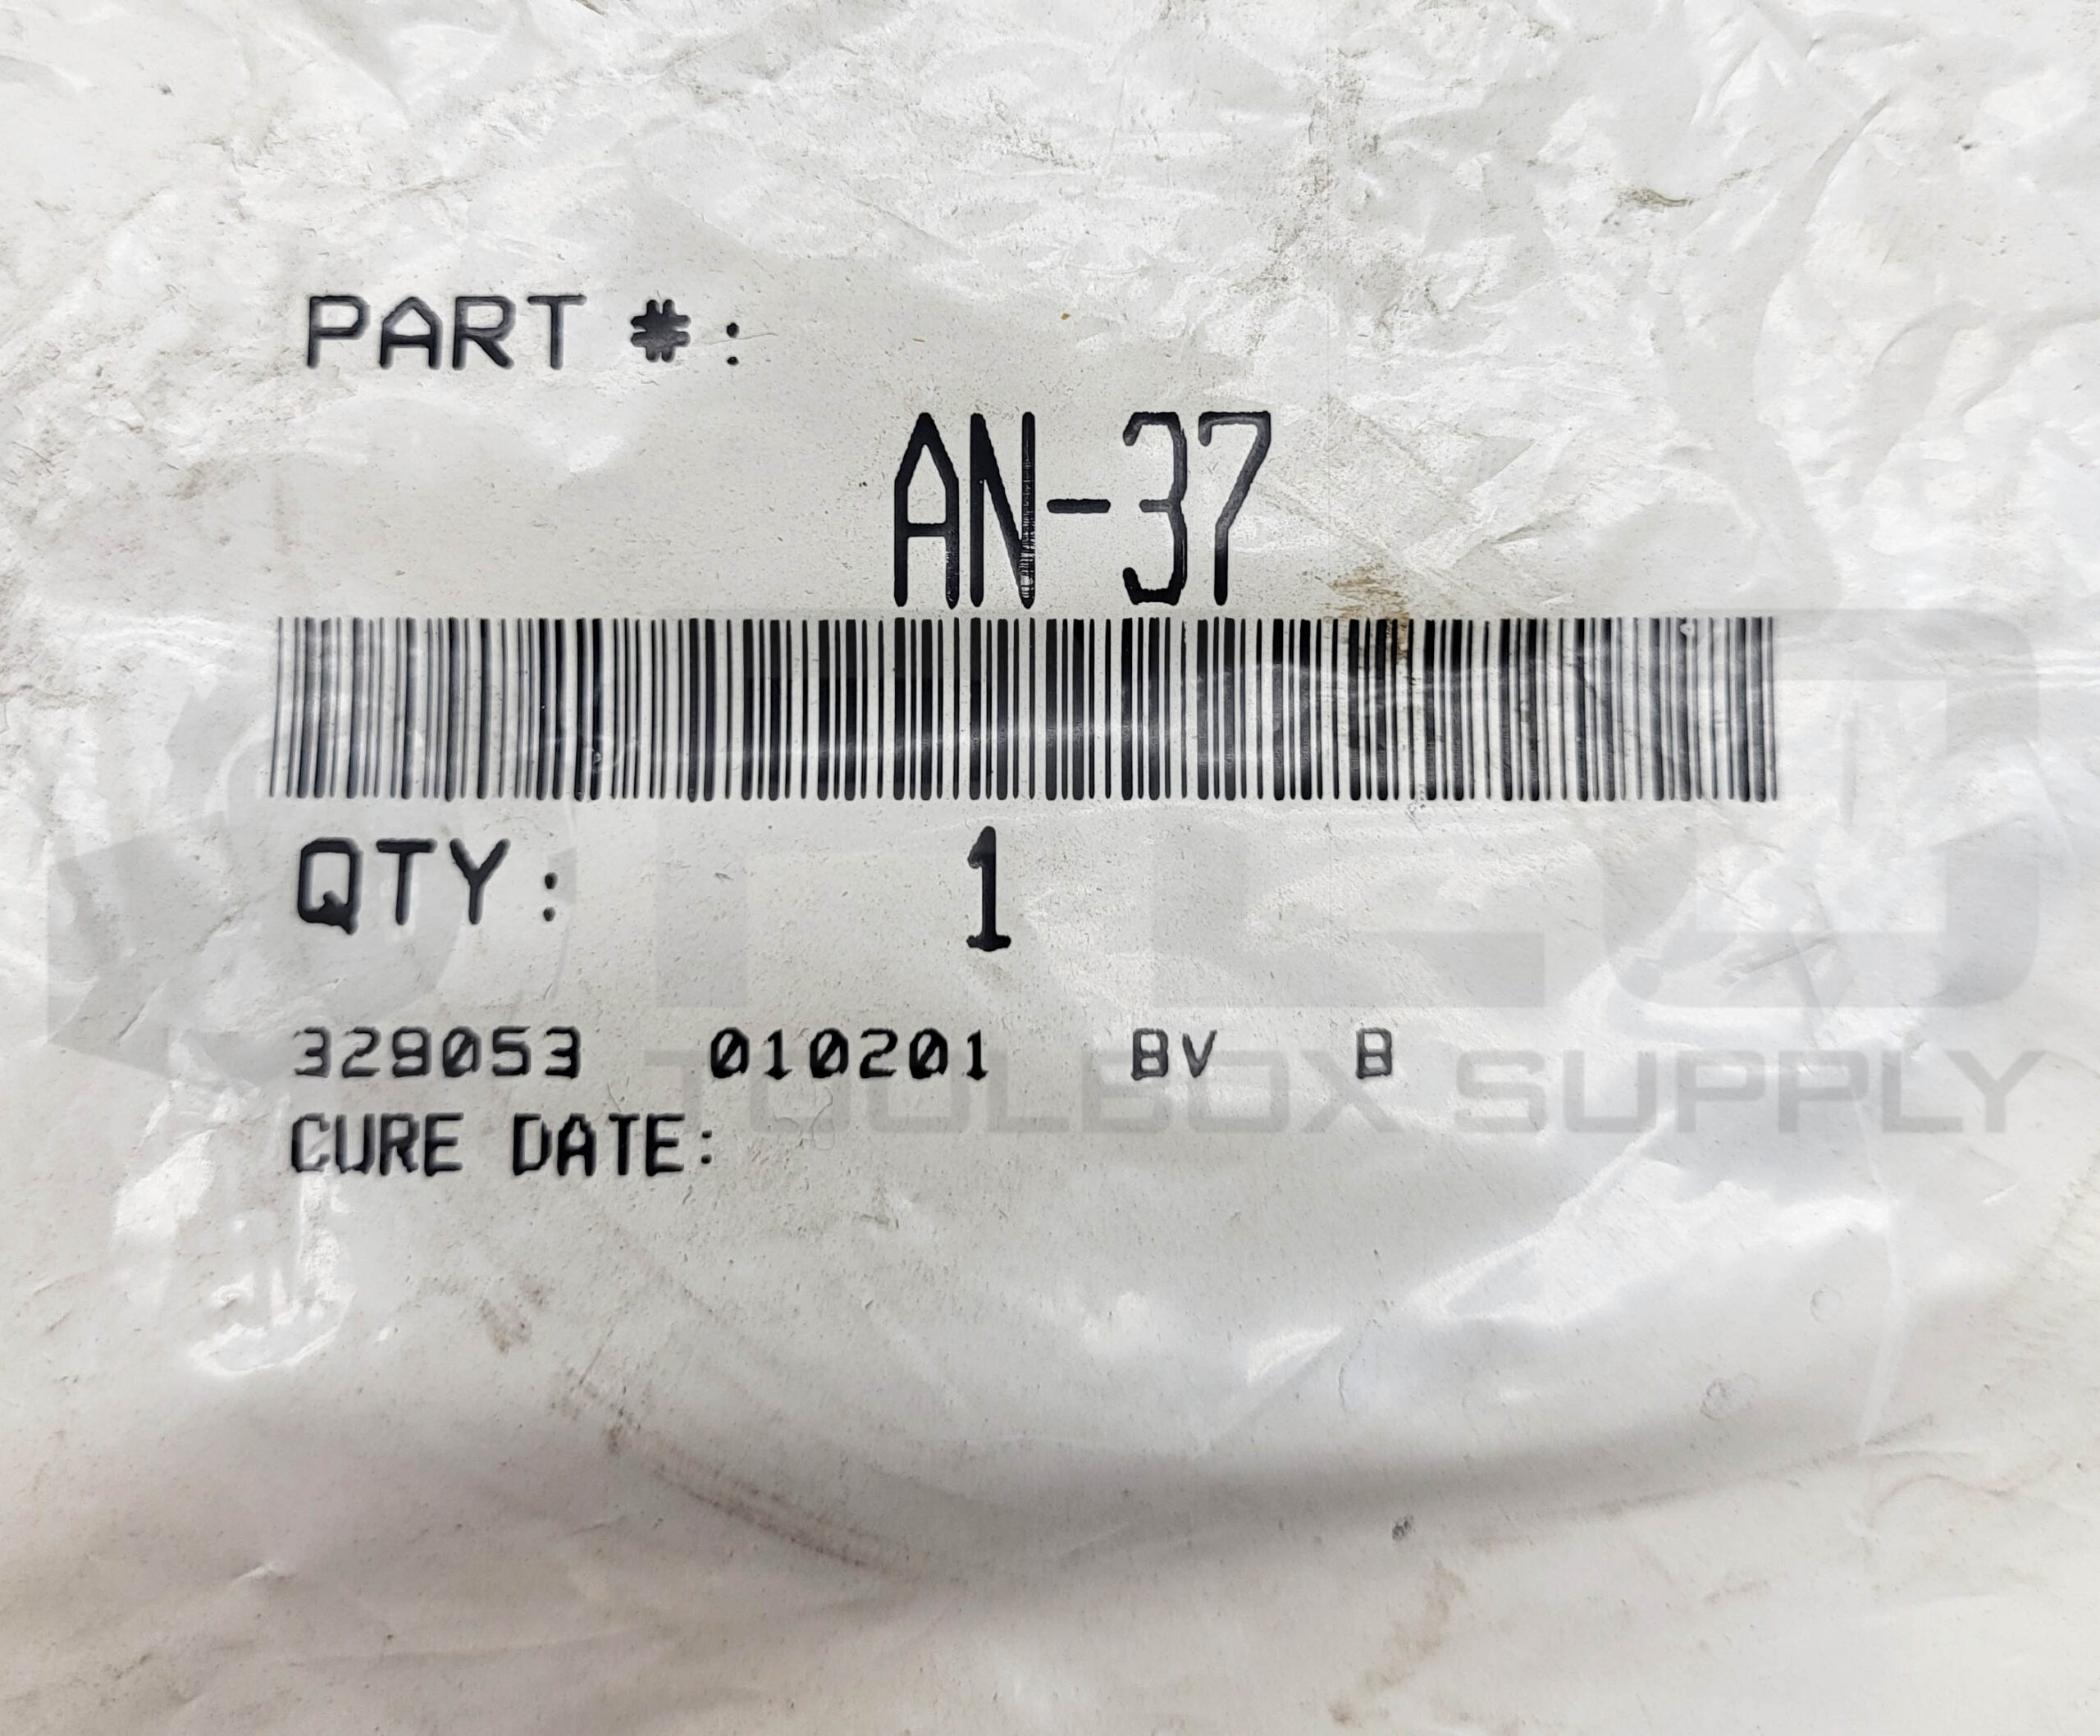 PART #:
AN-37
QTY: 1
329053 010201 BV B
CURE DATE:
TOOLBOX SUPPLY